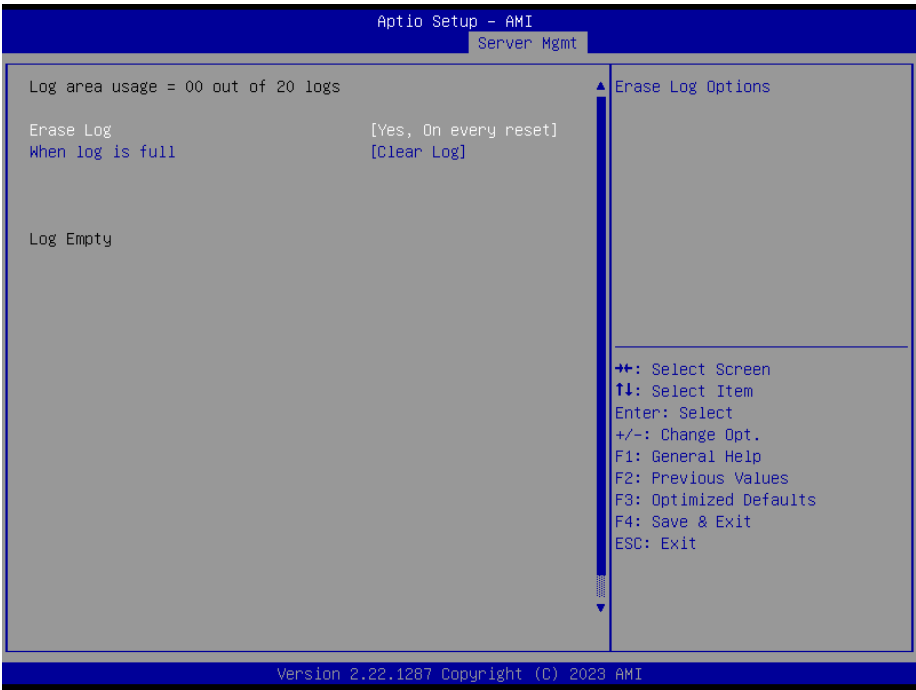 Aptio Setup - AMI
Server Mgmt
Log area usage = 00 out of 20 logs
Erase Log [Yes, On every reset]
When log is full [Clear Log]
Log Empty
Erase Log Options
→←: Select Screen
↑↓: Select Item
Enter: Select
+/-: Change Opt.
F1: General Help
F2: Previous Values
F3: Optimized Defaults
F4: Save & Exit
ESC: Exit
Version 2.22.1287 Copyright (C) 2023 AMI